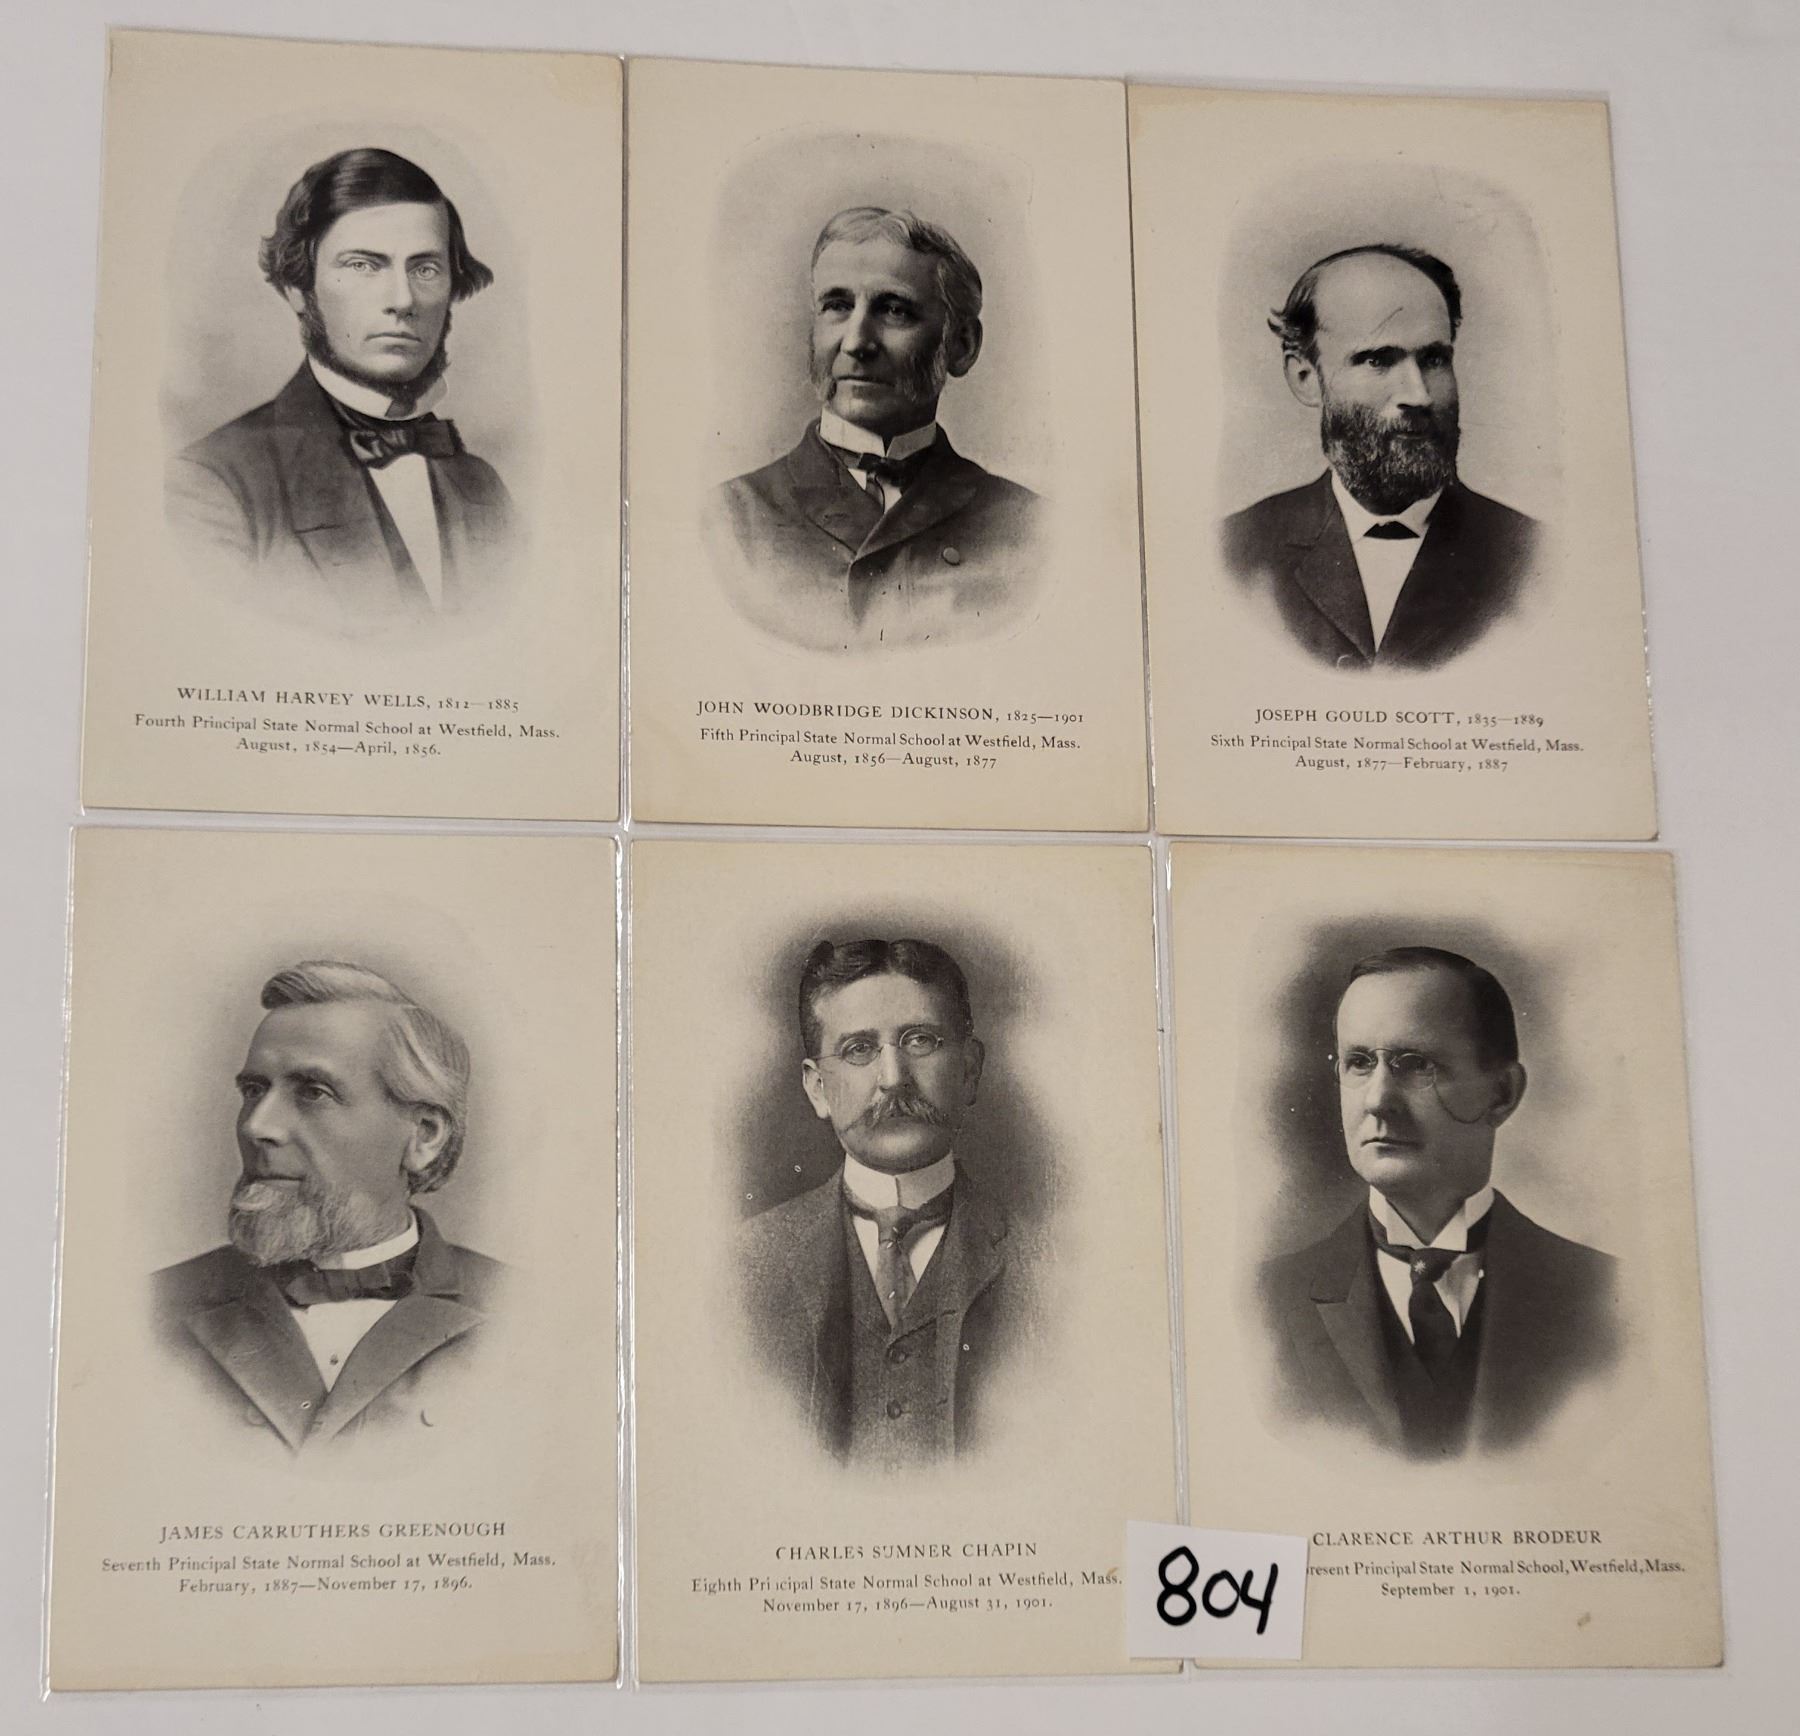 WILLIAM HARVEY WELLS, 1812—1885
Fourth Principal State Normal School at Westfield, Mass.
August, 1854—April, 1856.
JOHN WOODBRIDGE DICKINSON, 1825—1901
Fifth Principal State Normal School at Westfield, Mass.
August, 1856—August, 1877
JOSEPH GOULD SCOTT, 1835—1889
Sixth Principal State Normal School at Westfield, Mass.
August, 1877—February, 1887
JAMES CARRUTHERS GREENOUGH
Seventh Principal State Normal School at Westfield, Mass.
February, 1887—November 17, 1896.
CHARLES SUMNER CHAPIN
Eighth Principal State Normal School at Westfield, Mass.
November 17, 1896—August 31, 1901.
CLARENCE ARTHUR BRODEUR
resent Principal State Normal School, Westfield, Mass.
September 1, 1901.
804